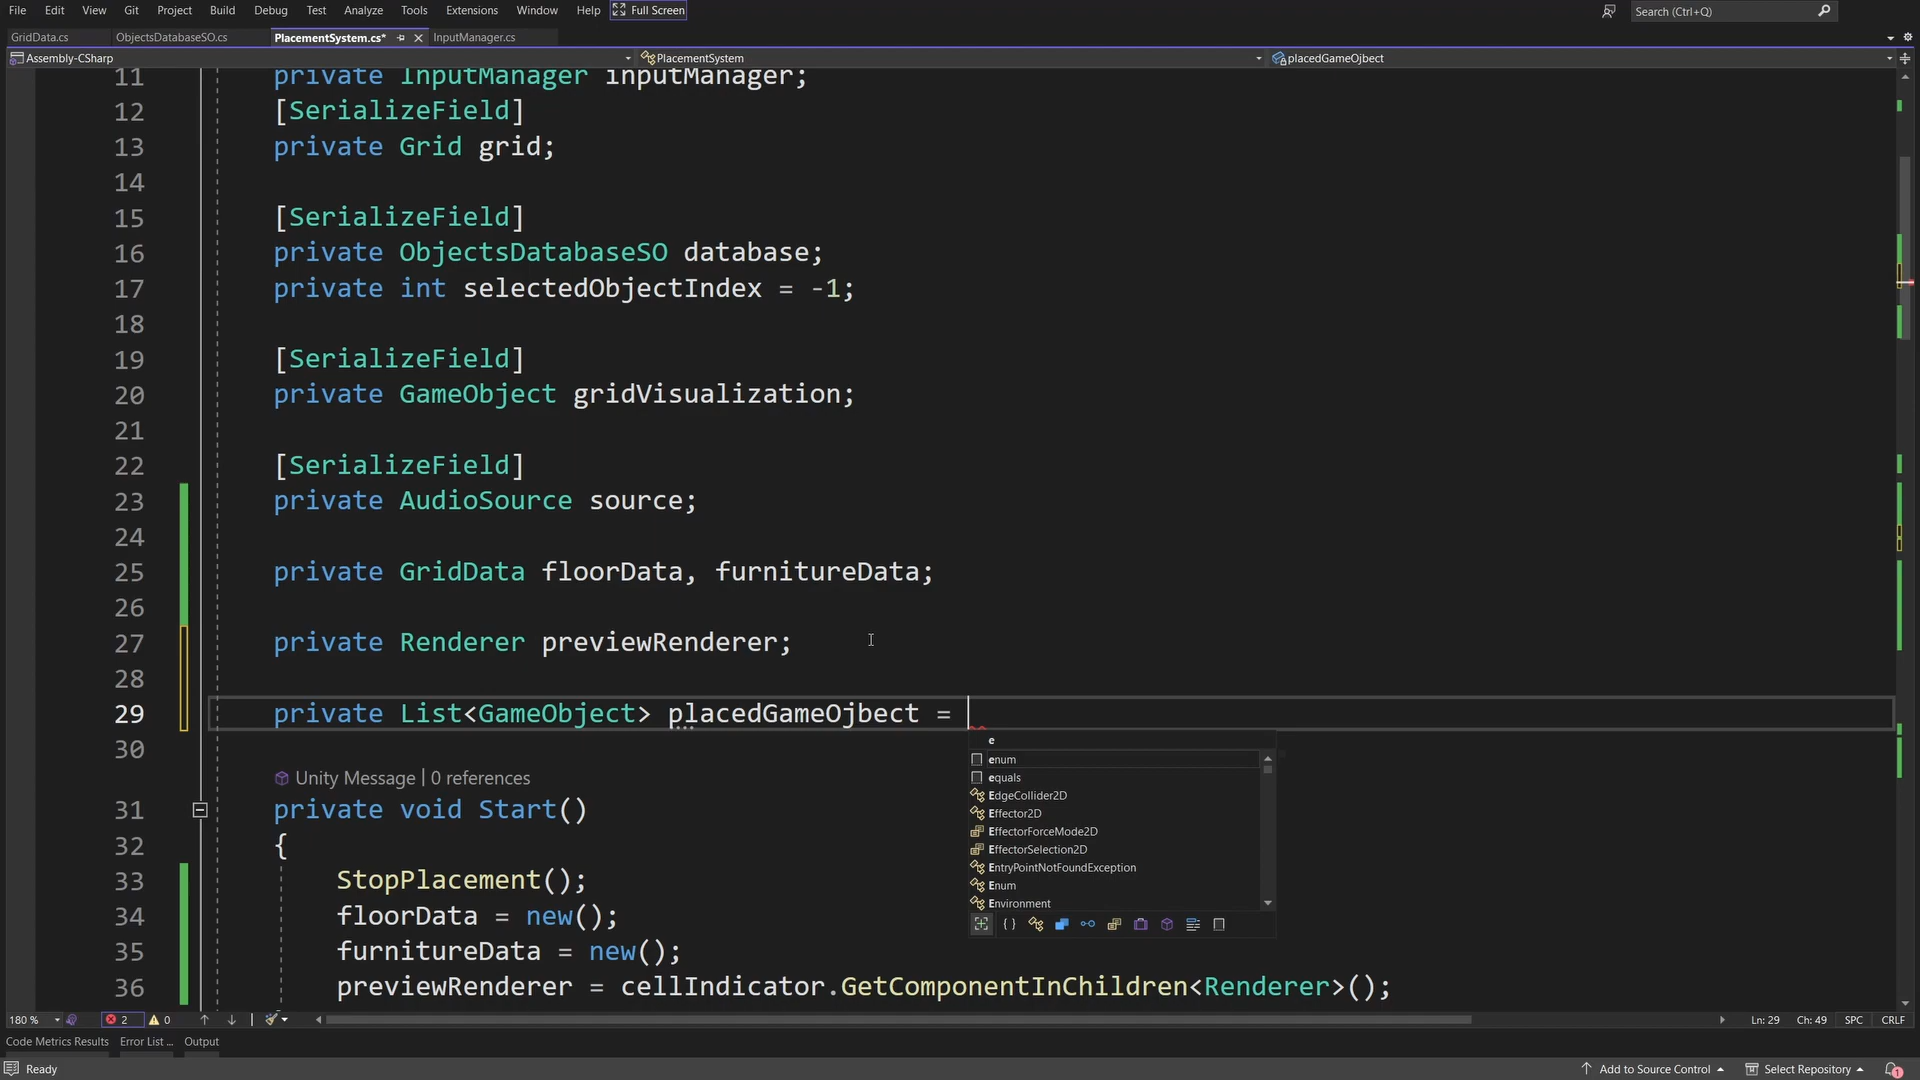 File Edit View Git Project Build Debug Test Analyze Tools Extensions Window Help Full Screen Search (Ctrl+Q)
GridData.cs ObjectsDatabaseSO.cs PlacementSystem.cs* InputManager.cs
Assembly-CSharp PlacementSystem placedGameOjbect
11 private InputManager inputManager;
12 [SerializeField]
13 private Grid grid;
14
15 [SerializeField]
16 private ObjectsDatabaseSO database;
17 private int selectedObjectIndex = -1;
18
19 [SerializeField]
20 private GameObject gridVisualization;
21
22 [SerializeField]
23 private AudioSource source;
24
25 private GridData floorData, furnitureData;
26
27 private Renderer previewRenderer;
28
29 private List<GameObject> placedGameOjbect =
30
e
enum
equals
EdgeCollider2D
Effector2D
EffectorForceMode2D
EffectorSelection2D
EntryPointNotFoundException
Enum
Environment
Unity Message | 0 references
31 private void Start()
32 {
33 StopPlacement();
34 floorData = new();
35 furnitureData = new();
36 previewRenderer = cellIndicator.GetComponentInChildren<Renderer>();
180 % 2 0 Ln: 29 Ch: 49 SPC CRLF
Code Metrics Results Error List ... Output
Ready Add to Source Control Select Repository 1